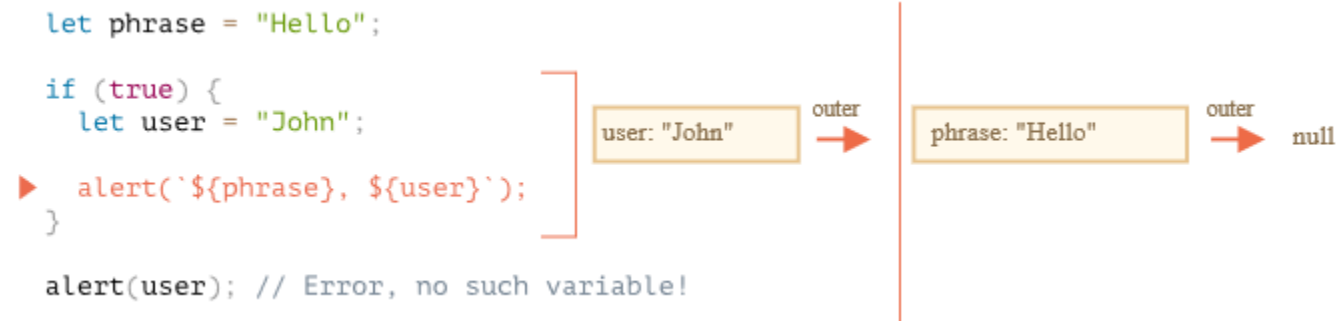 let phrase = "Hello";
if (true) {
let user = "John";
alert(`${phrase}, ${user}`);
}
alert(user); // Error, no such variable!
user: "John"
outer
phrase: "Hello"
outer
null